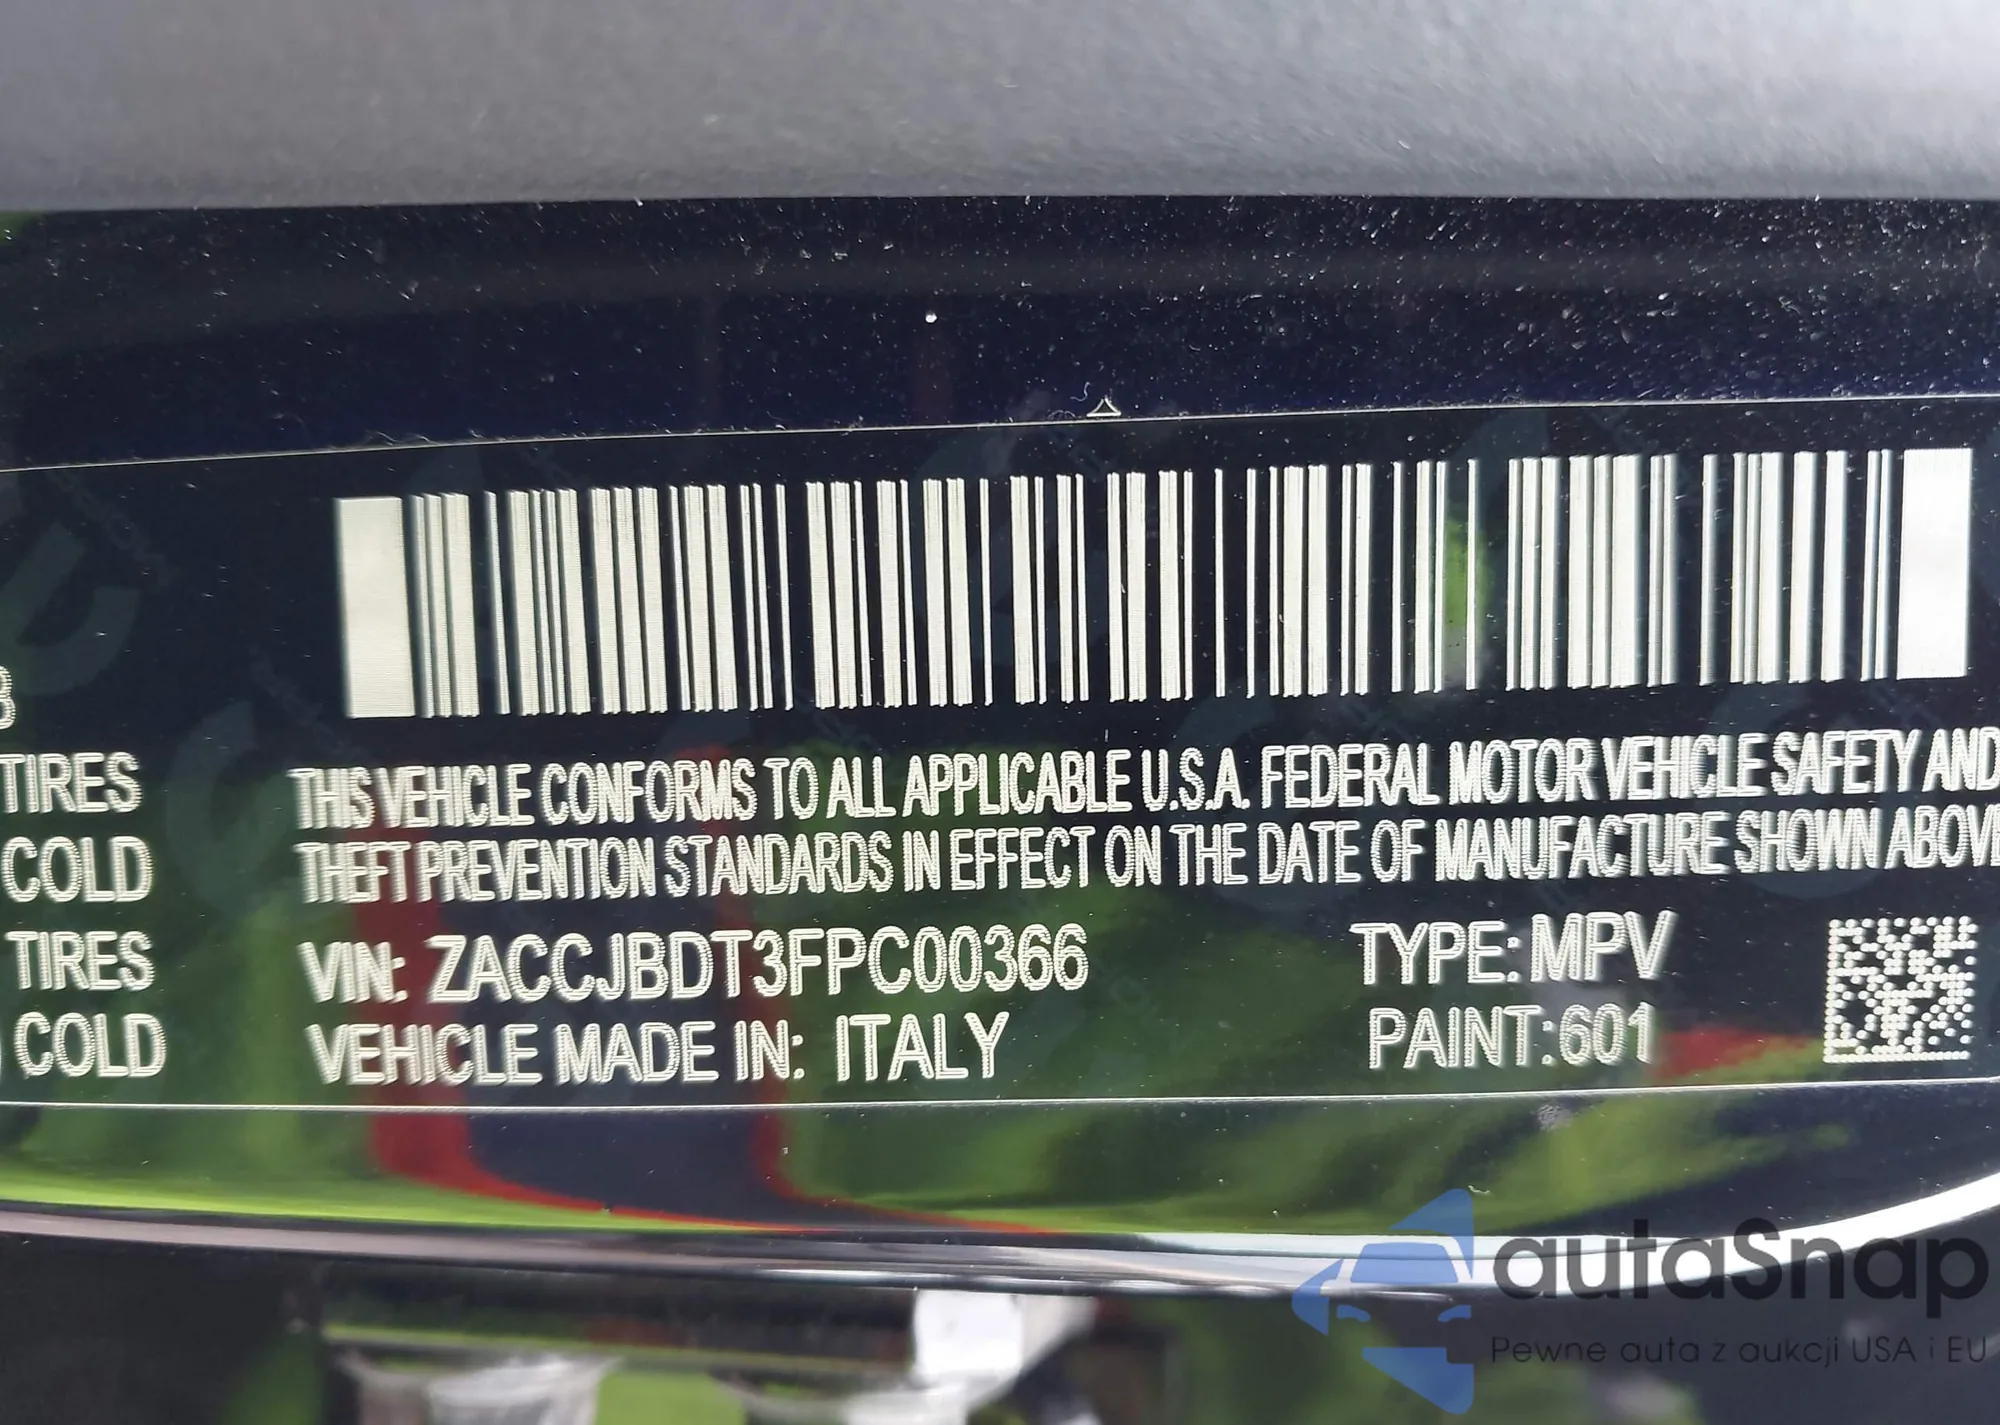 B
TIRES
COLD
TIRES
COLD
THIS VEHICLE CONFORMS TO ALL APPLICABLE U.S.A. FEDERAL MOTOR VEHICLE SAFETY AND
THEFT PREVENTION STANDARDS IN EFFECT ON THE DATE OF MANUFACTURE SHOWN ABOVE
VIN: ZACCJBDT3FPC00366
VEHICLE MADE IN: ITALY
TYPE: MPV
PAINT: 601
autaSnap
Pewne auta z aukcji USA i EU